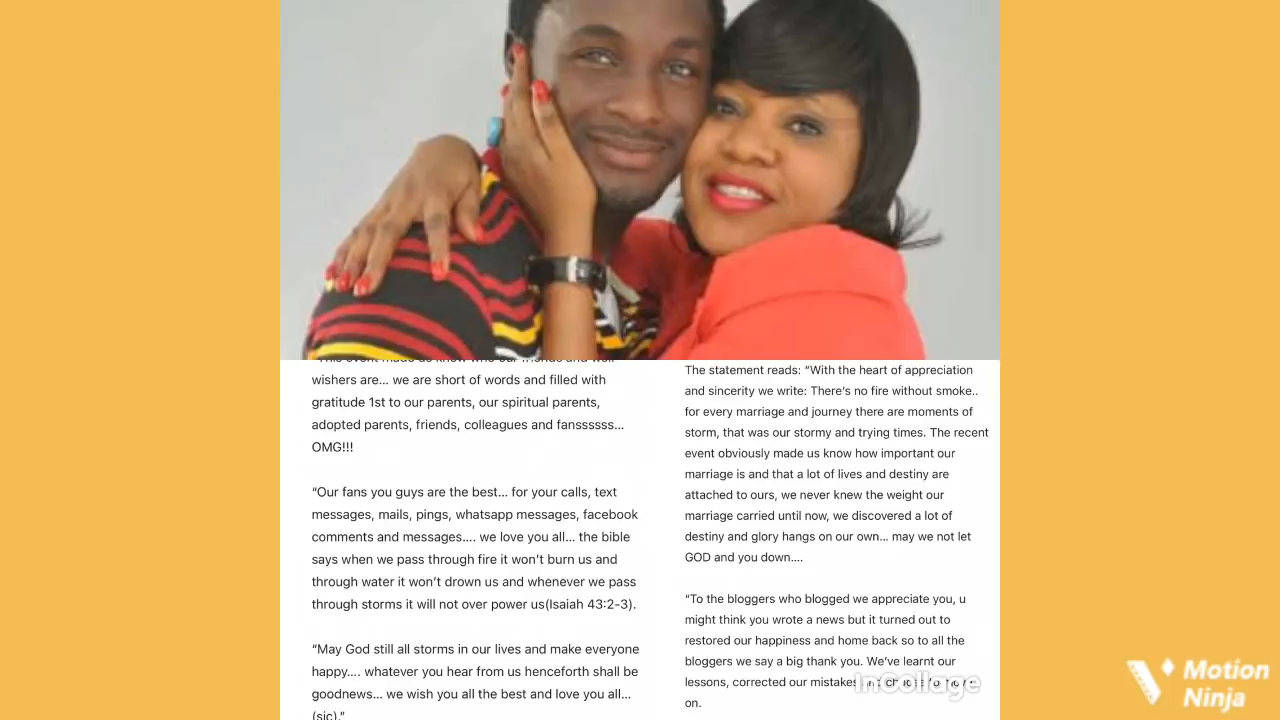 "This event made us know who our friends and well
wishers are... we are short of words and filled with
gratitude 1st to our parents, our spiritual parents,
adopted parents, friends, colleagues and fanssssss...
OMG!!!
"Our fans you guys are the best... for your calls, text
messages, mails, pings, whatsapp messages, facebook
comments and messages.... we love you all... the bible
says when we pass through fire it won't burn us and
through water it won't drown us and whenever we pass
through storms it will not over power us(Isaiah 43:2-3).
"May God still all storms in our lives and make everyone
happy.... whatever you hear from us henceforth shall be
goodnews... we wish you all the best and love you all...
(sic)."
The statement reads: "With the heart of appreciation
and sincerity we write: There's no fire without smoke..
for every marriage and journey there are moments of
storm, that was our stormy and trying times. The recent
event obviously made us know how important our
marriage is and that a lot of lives and destiny are
attached to ours, we never knew the weight our
marriage carried until now, we discovered a lot of
destiny and glory hangs on our own... may we not let
GOD and you down....
"To the bloggers who blogged we appreciate you, u
might think you wrote a news but it turned out to
restored our happiness and home back so to all the
bloggers we say a big thank you. We've learnt our
lessons, corrected our mistakes
on.
InCollage
Motion
Ninja